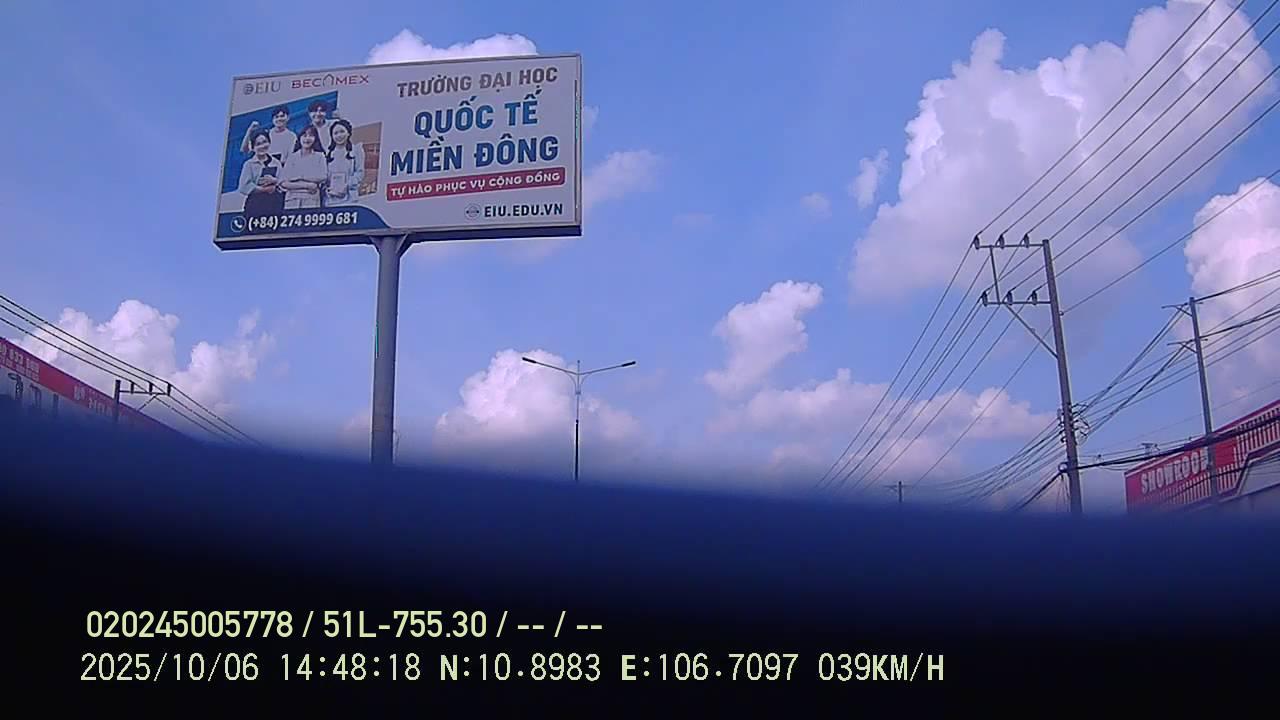 EIU BECAMEX
TRƯỜNG ĐẠI HỌC
QUỐC TẾ
MIỀN ĐÔNG
TỰ HÀO PHỤC VỤ CỘNG ĐỒNG
(+84) 274 9999 681
EIU.EDU.VN
SHOWROOM
020245005778 / 51L-755.30 / -- / --
2025/10/06 14:48:18 N:10.8983 E:106.7097 039KM/H